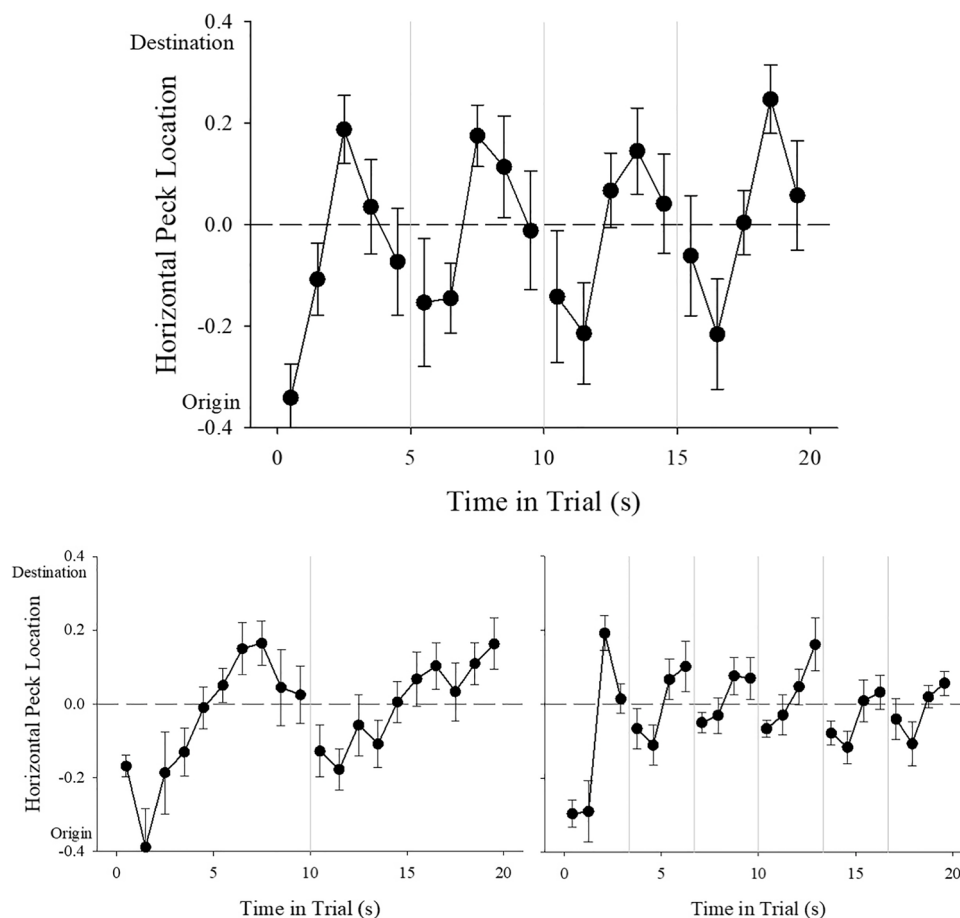 0.4
Destination
0.2
0.0
-0.2
Origin
-0.4
Horizontal Peck Location
0 5 10 15 20
Time in Trial (s)
0.4
Destination
0.2
0.0
-0.2
Origin
-0.4
Horizontal Peck Location
0 5 10 15 20
Time in Trial (s)
0 5 10 15 20
Time in Trial (s)